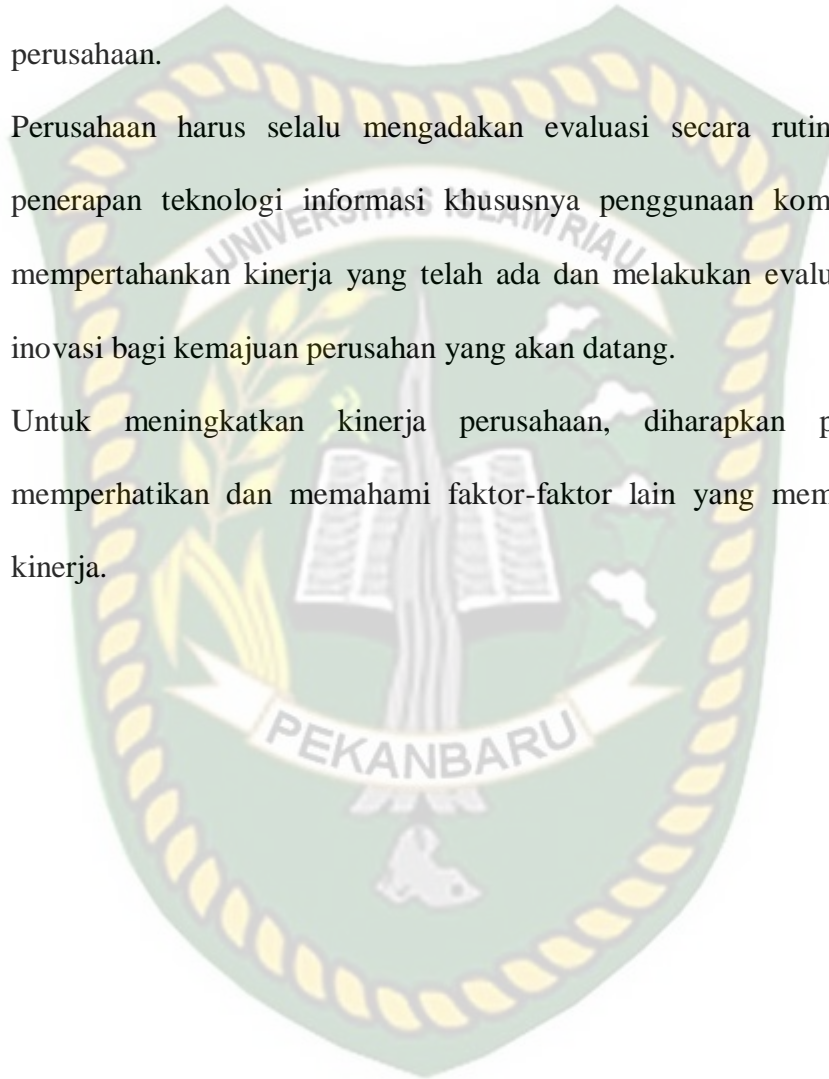 perusahaan.
Perusahaan harus selalu mengadakan evaluasi secara rutin
penerapan teknologi informasi khususnya penggunaan kom
UNIVERSITAS ISLAM RIAU
mempertahankan kinerja yang telah ada dan melakukan evalu
inovasi bagi kemajuan perusahan yang akan datang.
Untuk meningkatkan kinerja perusahaan, diharapkan p
memperhatikan dan memahami faktor-faktor lain yang mem
kinerja.
PEKANBARU